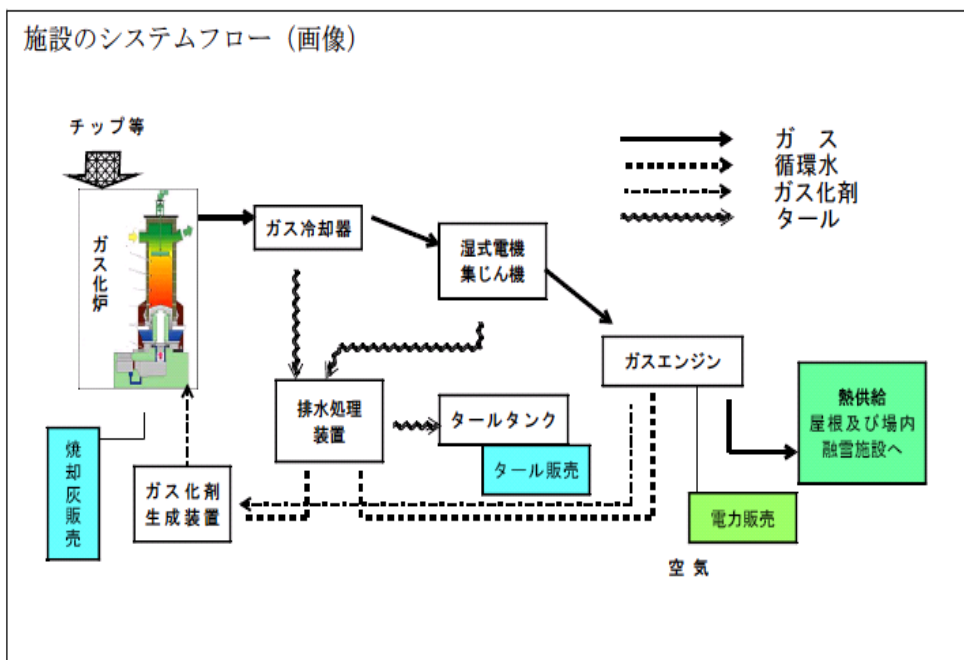 施設のシステムフロー（画像）
チップ等
ガス化炉
ガス冷却器
湿式電機
集じん機
ガ　ス
循環水
ガス化剤
タール
ガスエンジン
熱供給
屋根及び場内
融雪施設へ
排水処理
装置
タールタンク
タール販売
焼却灰販売
ガス化剤
生成装置
電力販売
空 気